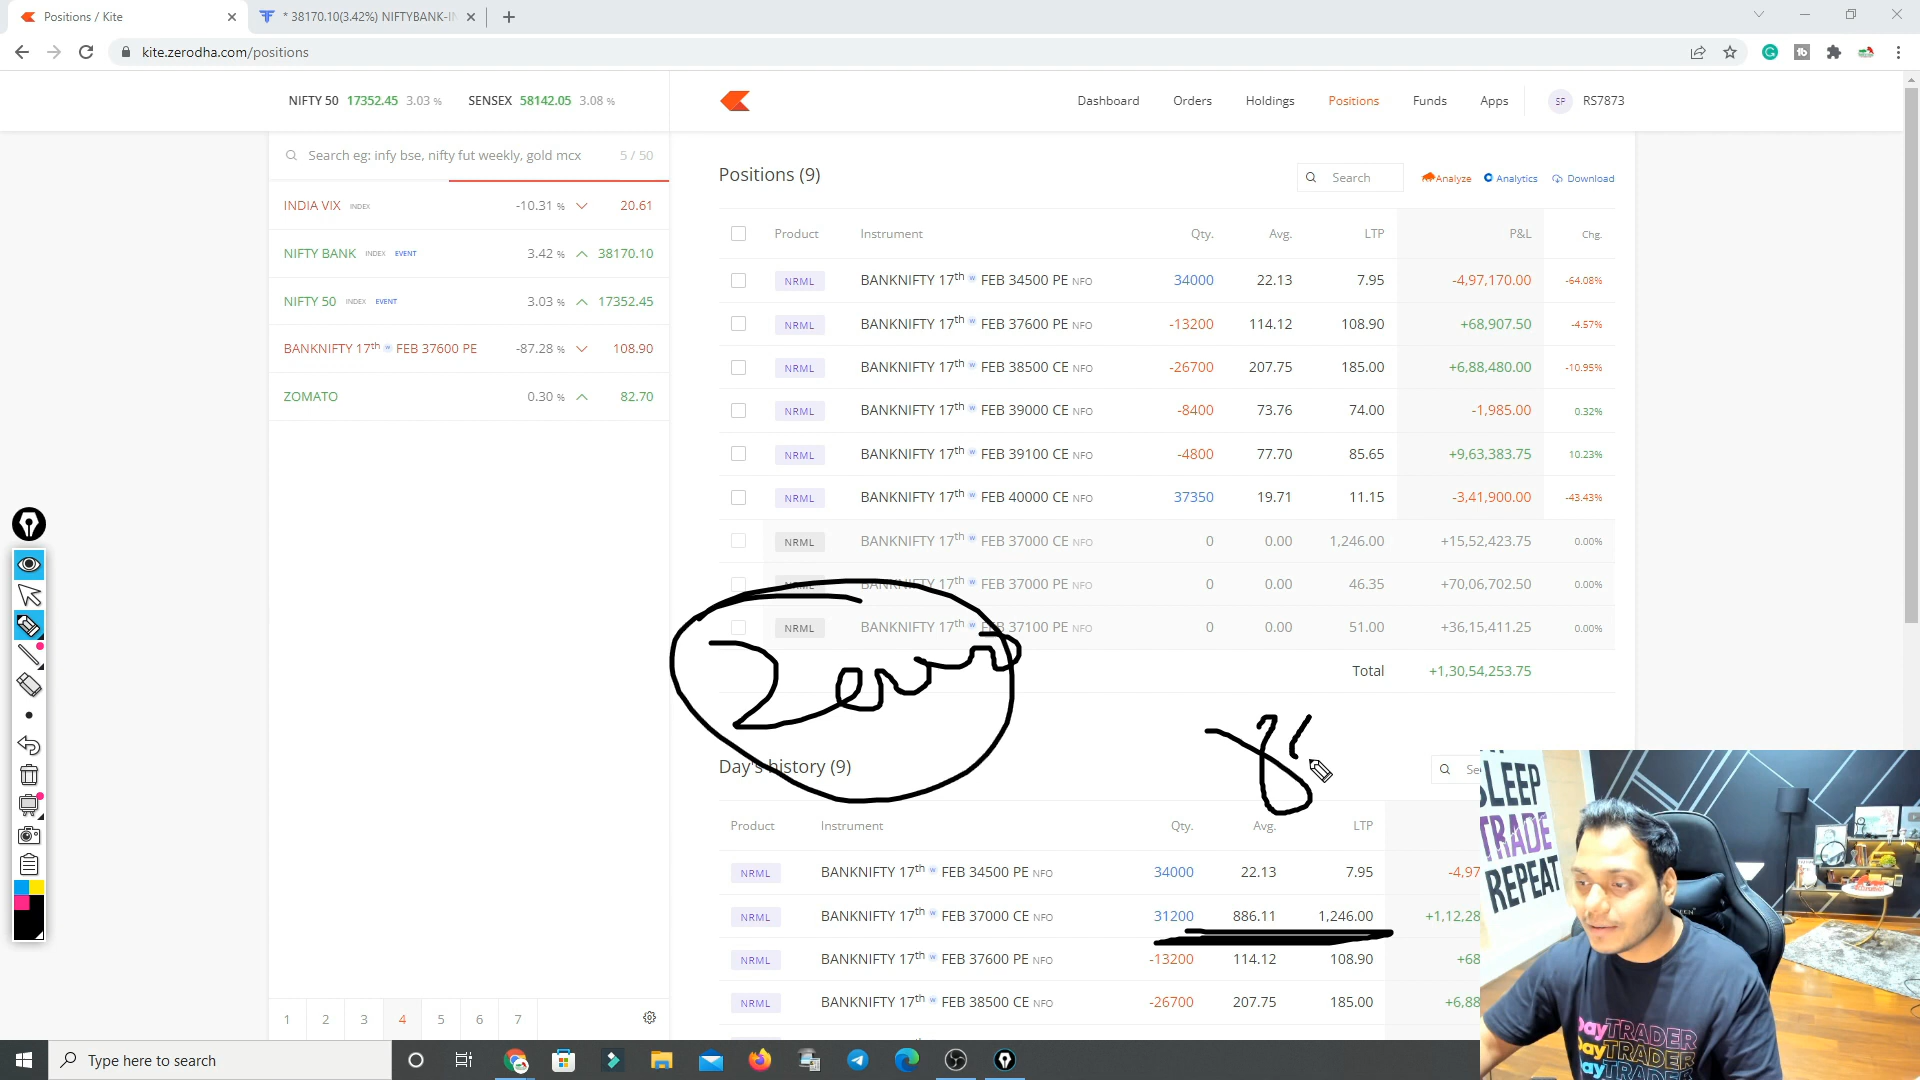 Positions / Kite
* 38170.10(3.42%) NIFTYBANK-IN
kite.zerodha.com/positions
NIFTY 50 17352.45 3.03 % SENSEX 58142.05 3.08 %
Dashboard Orders Holdings Positions Funds Apps SP RS7873
Search eg: infy bse, nifty fut weekly, gold mcx 5 / 50
INDIA VIX INDEX -10.31 % 20.61
NIFTY BANK INDEX EVENT 3.42 % 38170.10
NIFTY 50 INDEX EVENT 3.03 % 17352.45
BANKNIFTY 17th w FEB 37600 PE -87.28 % 108.90
ZOMATO 0.30 % 82.70
1 2 3 4 5 6 7
Positions (9) Search Analyze Analytics Download
Product Instrument Qty. Avg. LTP P&L Chg.
NRML BANKNIFTY 17th w FEB 34500 PE NFO 34000 22.13 7.95 -4,97,170.00 -64.08%
NRML BANKNIFTY 17th w FEB 37600 PE NFO -13200 114.12 108.90 +68,907.50 -4.57%
NRML BANKNIFTY 17th w FEB 38500 CE NFO -26700 207.75 185.00 +6,88,480.00 -10.95%
NRML BANKNIFTY 17th w FEB 39000 CE NFO -8400 73.76 74.00 -1,985.00 0.32%
NRML BANKNIFTY 17th w FEB 39100 CE NFO -4800 77.70 85.65 +9,63,383.75 10.23%
NRML BANKNIFTY 17th w FEB 40000 CE NFO 37350 19.71 11.15 -3,41,900.00 -43.43%
NRML BANKNIFTY 17th w FEB 37000 CE NFO 0 0.00 1,246.00 +15,52,423.75 0.00%
NRML BANKNIFTY 17th w FEB 37000 PE NFO 0 0.00 46.35 +70,06,702.50 0.00%
NRML BANKNIFTY 17th w FEB 37100 PE NFO 0 0.00 51.00 +36,15,411.25 0.00%
Total +1,30,54,253.75
Day's history (9)
Product Instrument Qty. Avg. LTP
NRML BANKNIFTY 17th w FEB 34500 PE NFO 34000 22.13 7.95 -4,97
NRML BANKNIFTY 17th w FEB 37000 CE NFO 31200 886.11 1,246.00 +1,12,28
NRML BANKNIFTY 17th w FEB 37600 PE NFO -13200 114.12 108.90 +68
NRML BANKNIFTY 17th w FEB 38500 CE NFO -26700 207.75 185.00 +6,88
SLEEP
TRADE
REPEAT
DayTRADER
DayTRADER
DayTRADER
Type here to search